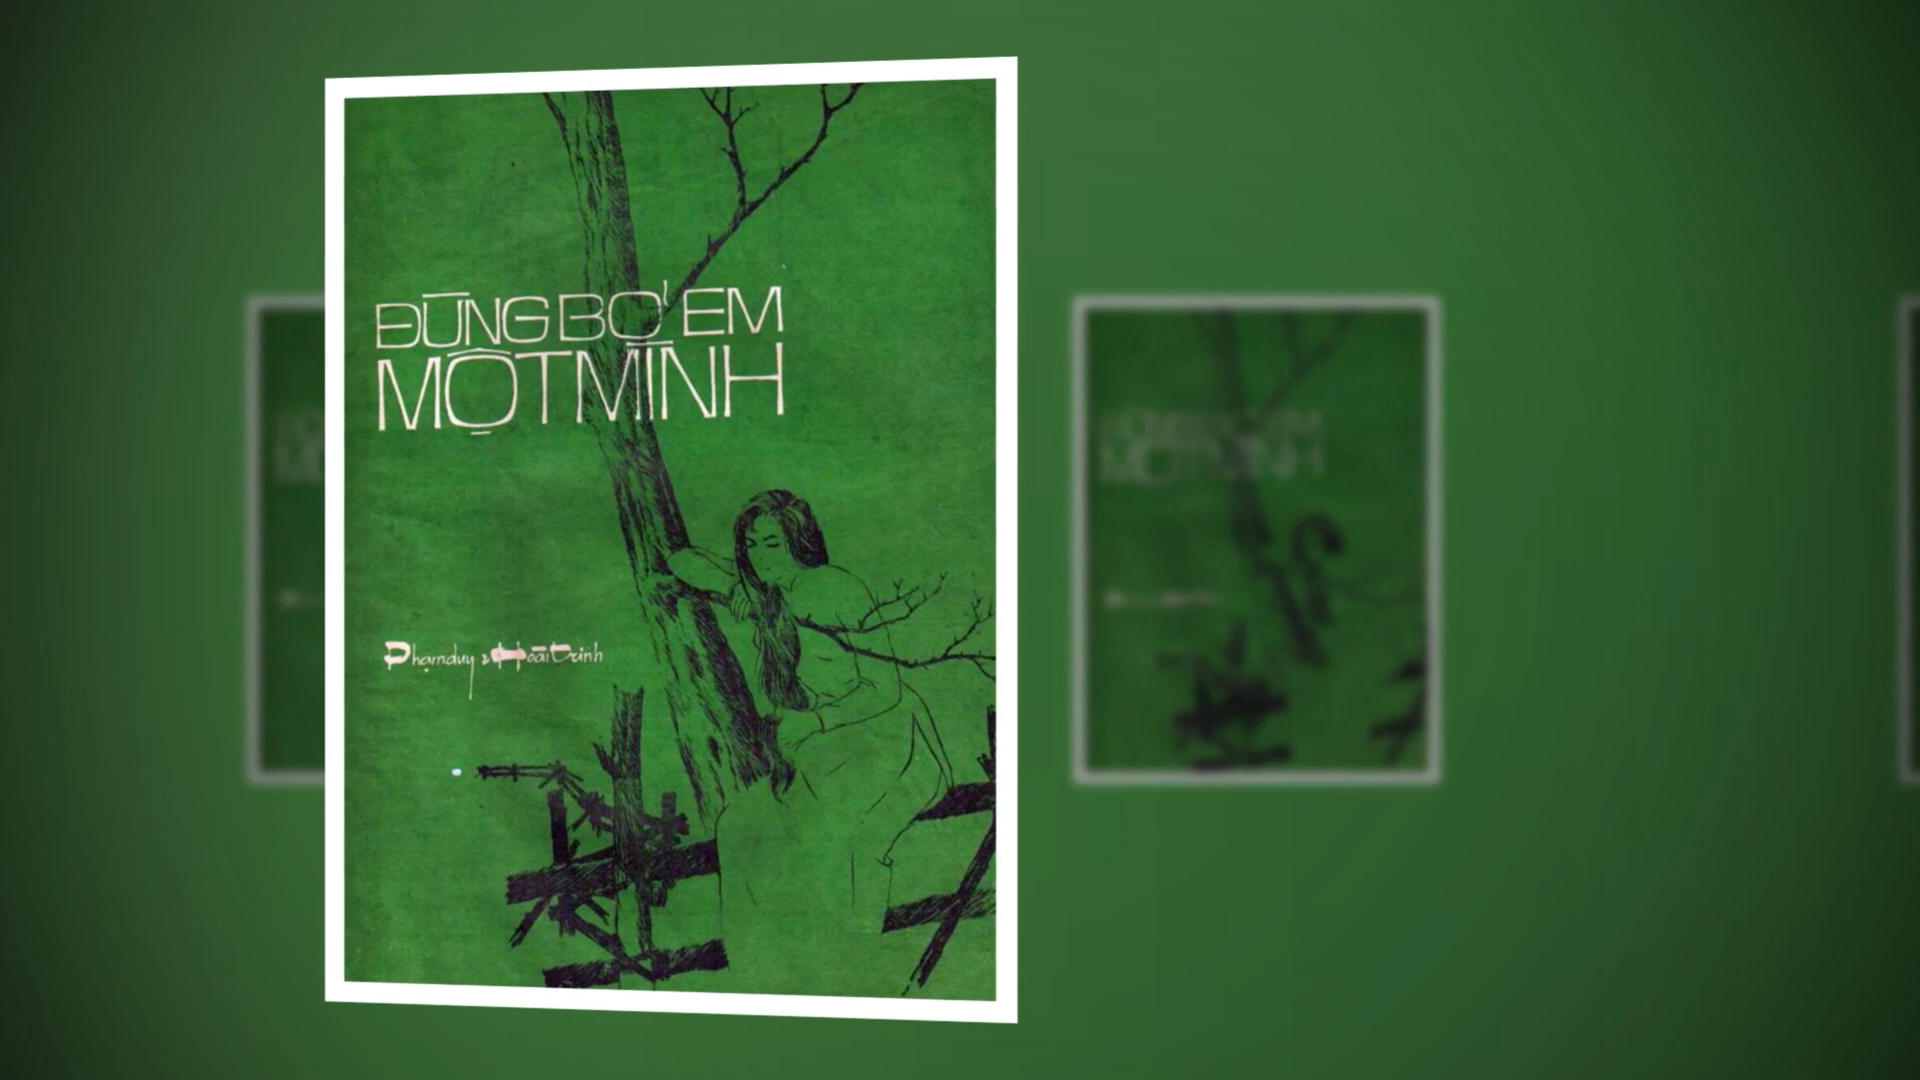 ĐỪNG BỎ EM
MỘT MÌNH
Phạm duy & Hoài Trinh